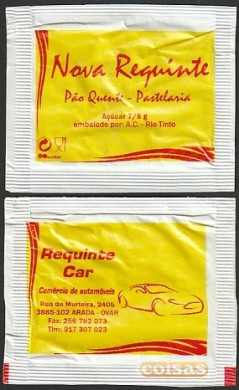 Nova Requinte
Pão Quente - Pastelaria
Açúcar 7/8 g
embalado por: A.C. - Rio Tinto
Requinte
Car
Comércio de automóveis
Rua da Murteira, 2405
3885-102 ARADA - OVAR
Fax: 256 782 073
Tlm: 917 307 023
coisas